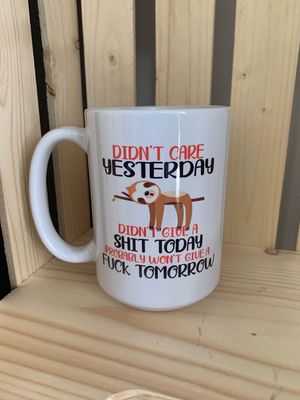 DIDN'T CARE
YESTERDAY
DIDN'T GIVE A
SHIT TODAY
PROBABLY WON'T GIVE A
FUCK TOMORROW